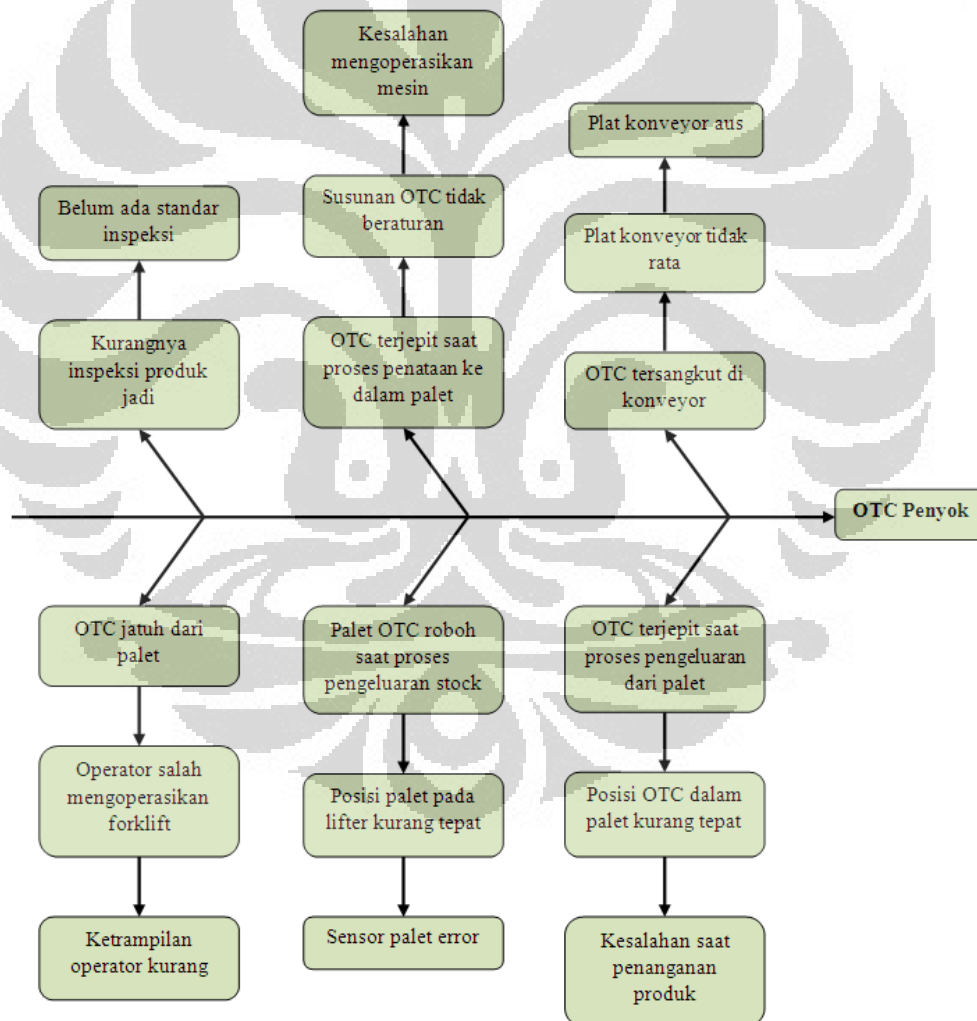 Kesalahan
mengoperasikan
mesin
Plat konveyor aus
Belum ada standar
inspeksi
Susunan OTC tidak
beraturan
Plat konveyor tidak
rata
Kurangnya
inspeksi produk
jadi
OTC terjepit saat
proses penataan ke
dalam palet
OTC tersangkut di
konveyor
OTC Penyok
OTC jatuh dari
palet
Palet OTC roboh
saat proses
pengeluaran stock
OTC terjepit saat
proses pengeluaran
dari palet
Operator salah
mengoperasikan
forklift
Posisi palet pada
lifter kurang tepat
Posisi OTC dalam
palet kurang tepat
Ketrampilan
operator kurang
Sensor palet error
Kesalahan saat
penanganan
produk